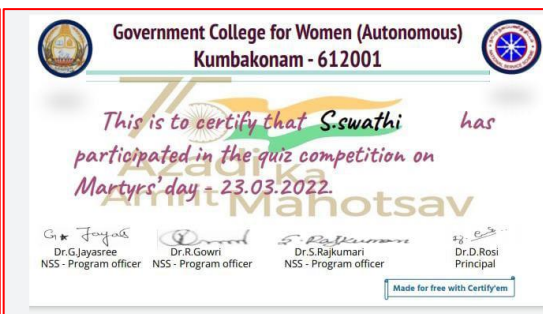 Government College for Women (Autonomous)
Kumbakonam - 612001
This is to certify that S.swathi has
participated in the quiz competition on
Martyrs' day - 23.03.2022.
Azadi Ka
Amrit Mahotsav
Dr.G.Jayasree
NSS - Program officer
Dr.R.Gowri
NSS - Program officer
Dr.S.Rajkumari
NSS - Program officer
Dr.D.Rosi
Principal
Made for free with Certify'em